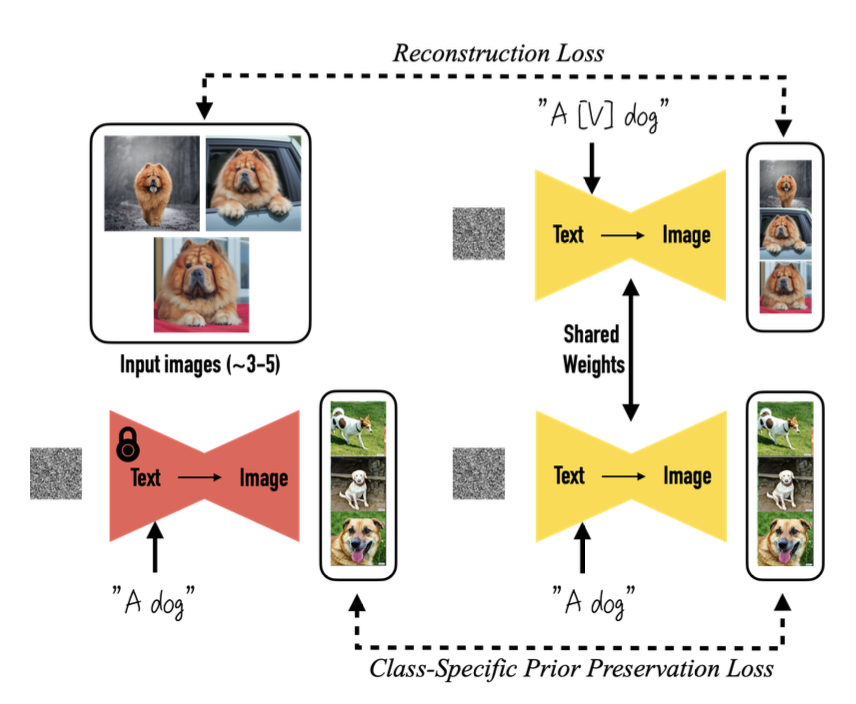 Reconstruction Loss
"A [V] dog"
Text → Image
Input images (~3-5)
Shared
Weights
Text → Image
Text → Image
"A dog"
"A dog"
Class-Specific Prior Preservation Loss